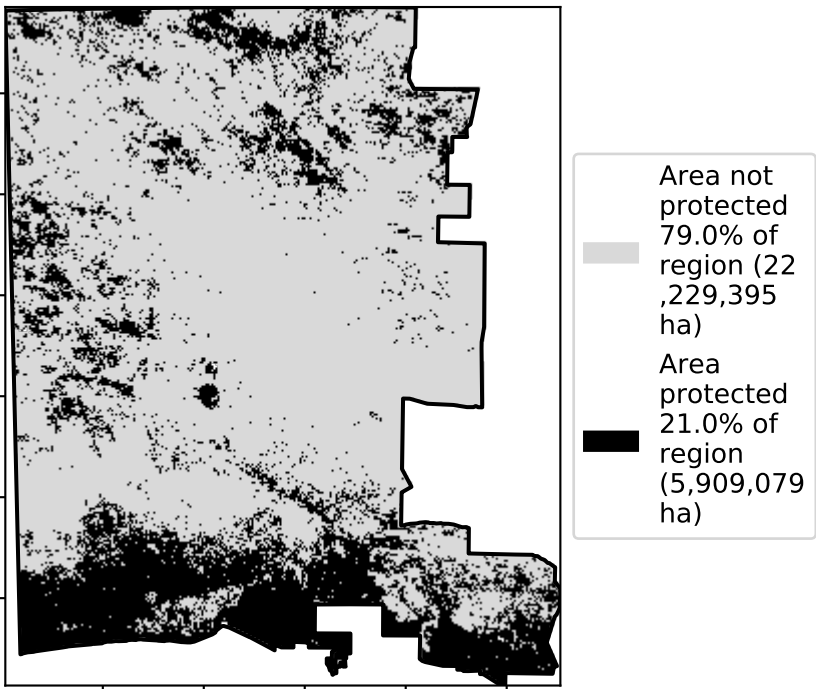 Area not
protected
79.0% of
region (22
,229,395
ha)
Area
protected
21.0% of
region
(5,909,079
ha)